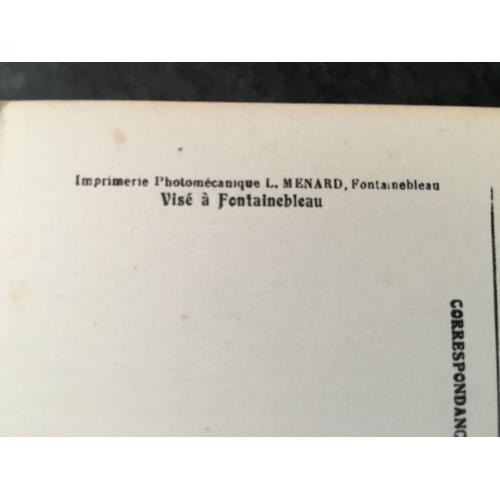 Imprimerie Photomécanique L. MENARD, Fontainebleau
Visé à Fontainebleau
CORRESPONDANC